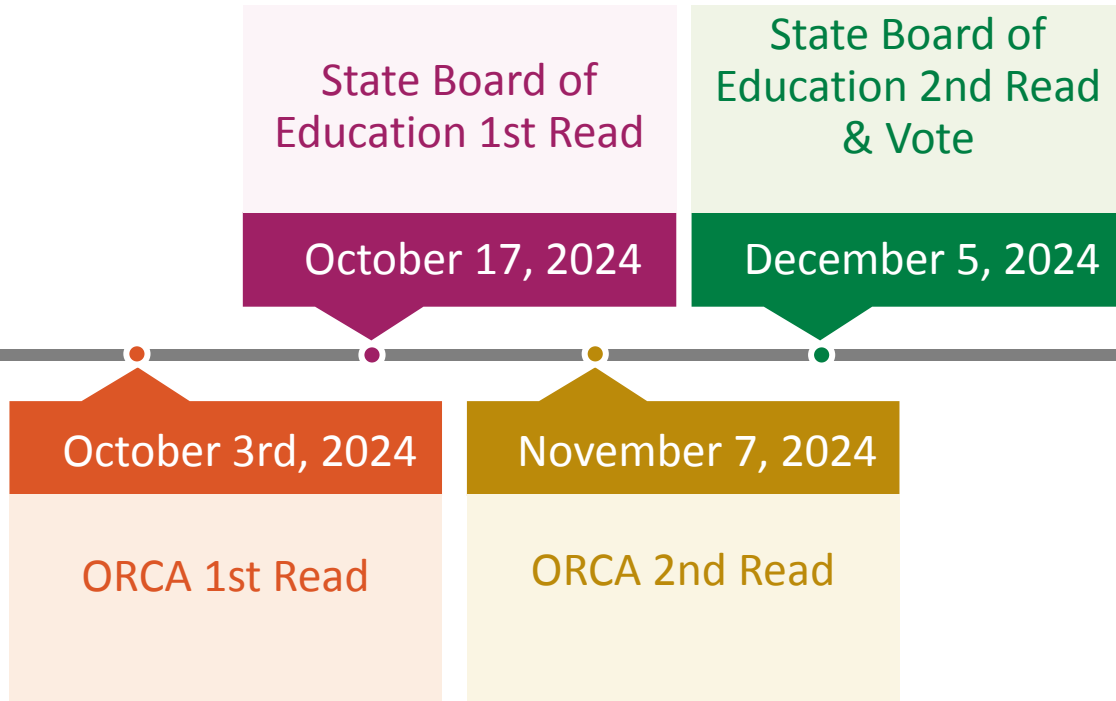 State Board of
Education 1st Read
October 17, 2024
State Board of
Education 2nd Read
& Vote
December 5, 2024
October 3rd, 2024
ORCA 1st Read
November 7, 2024
ORCA 2nd Read